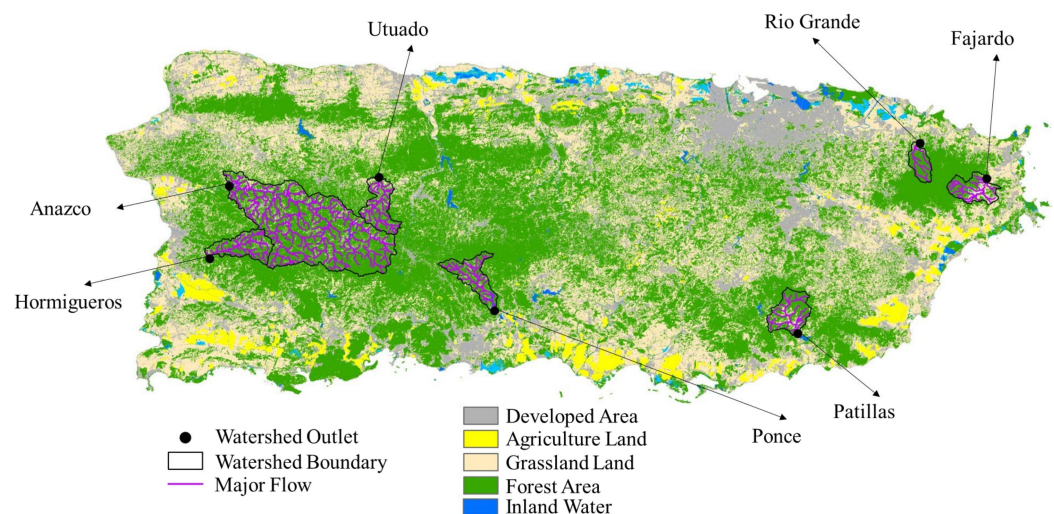 Utuado
Rio Grande
Fajardo
Anazco
Hormigueros
Patillas
Ponce
Watershed Outlet
Watershed Boundary
Major Flow
Developed Area
Agriculture Land
Grassland Land
Forest Area
Inland Water